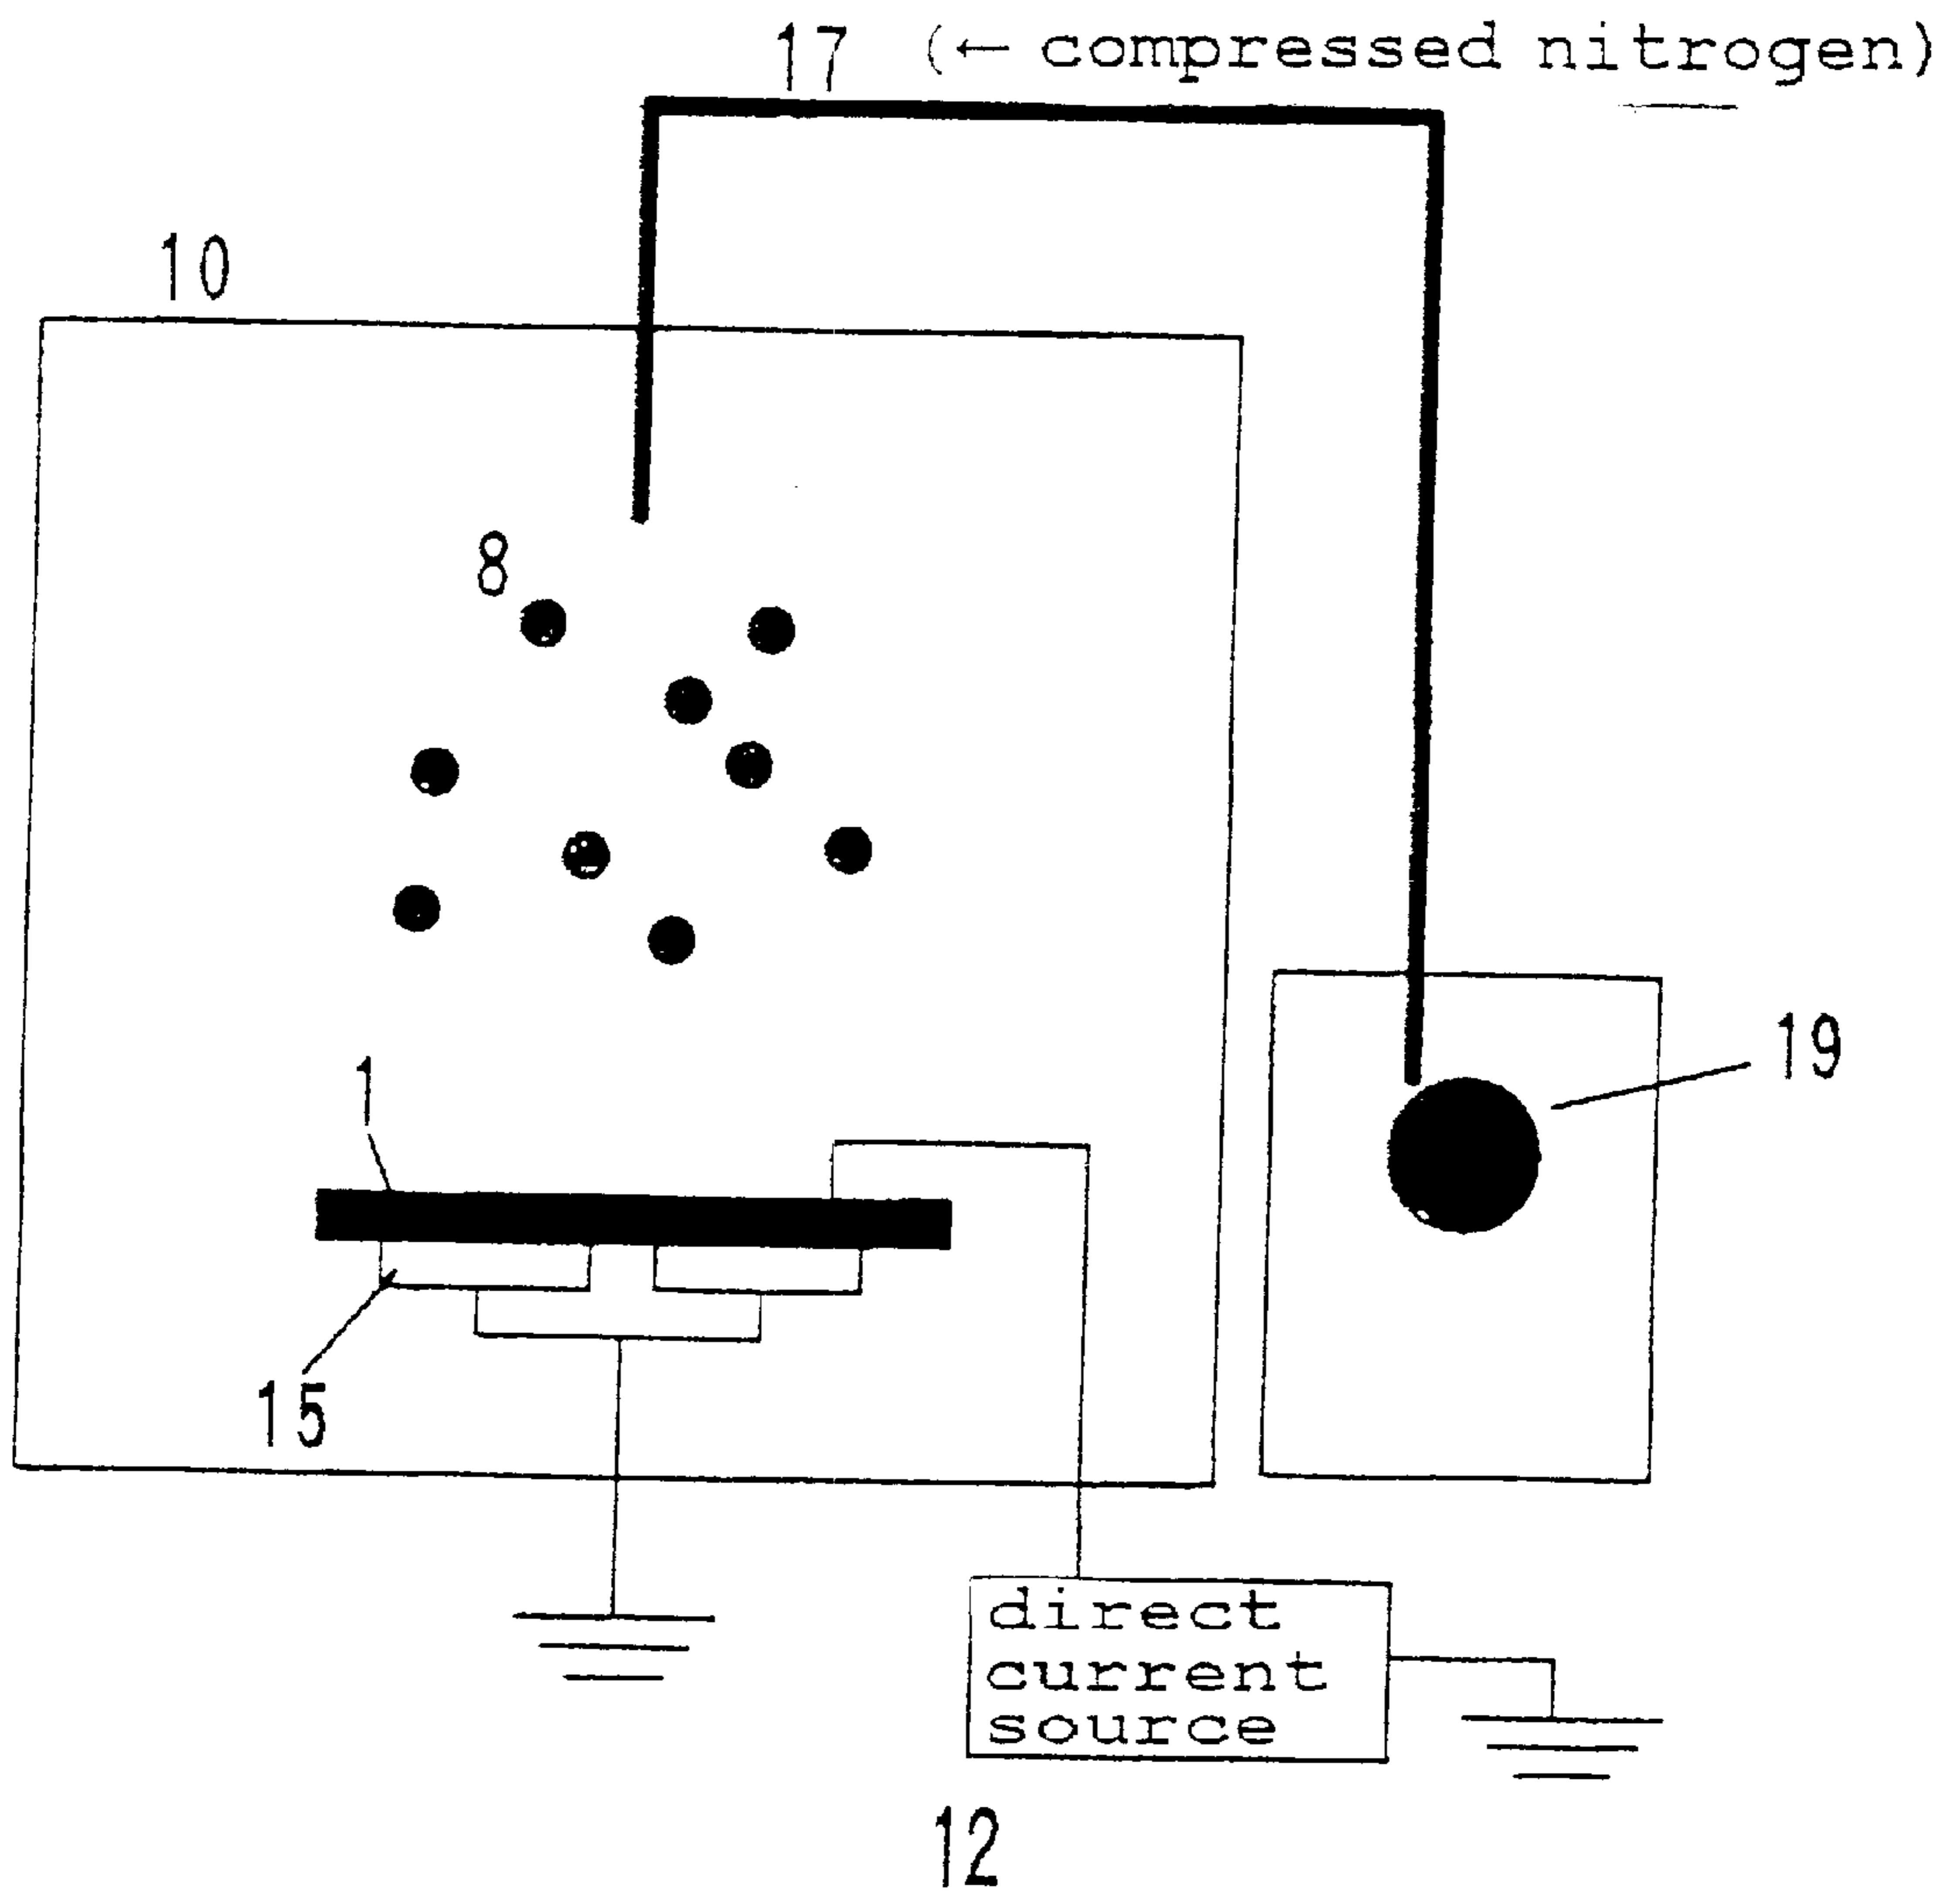 17 (← compressed nitrogen)
10
8
19
1
15
direct
current
source
12